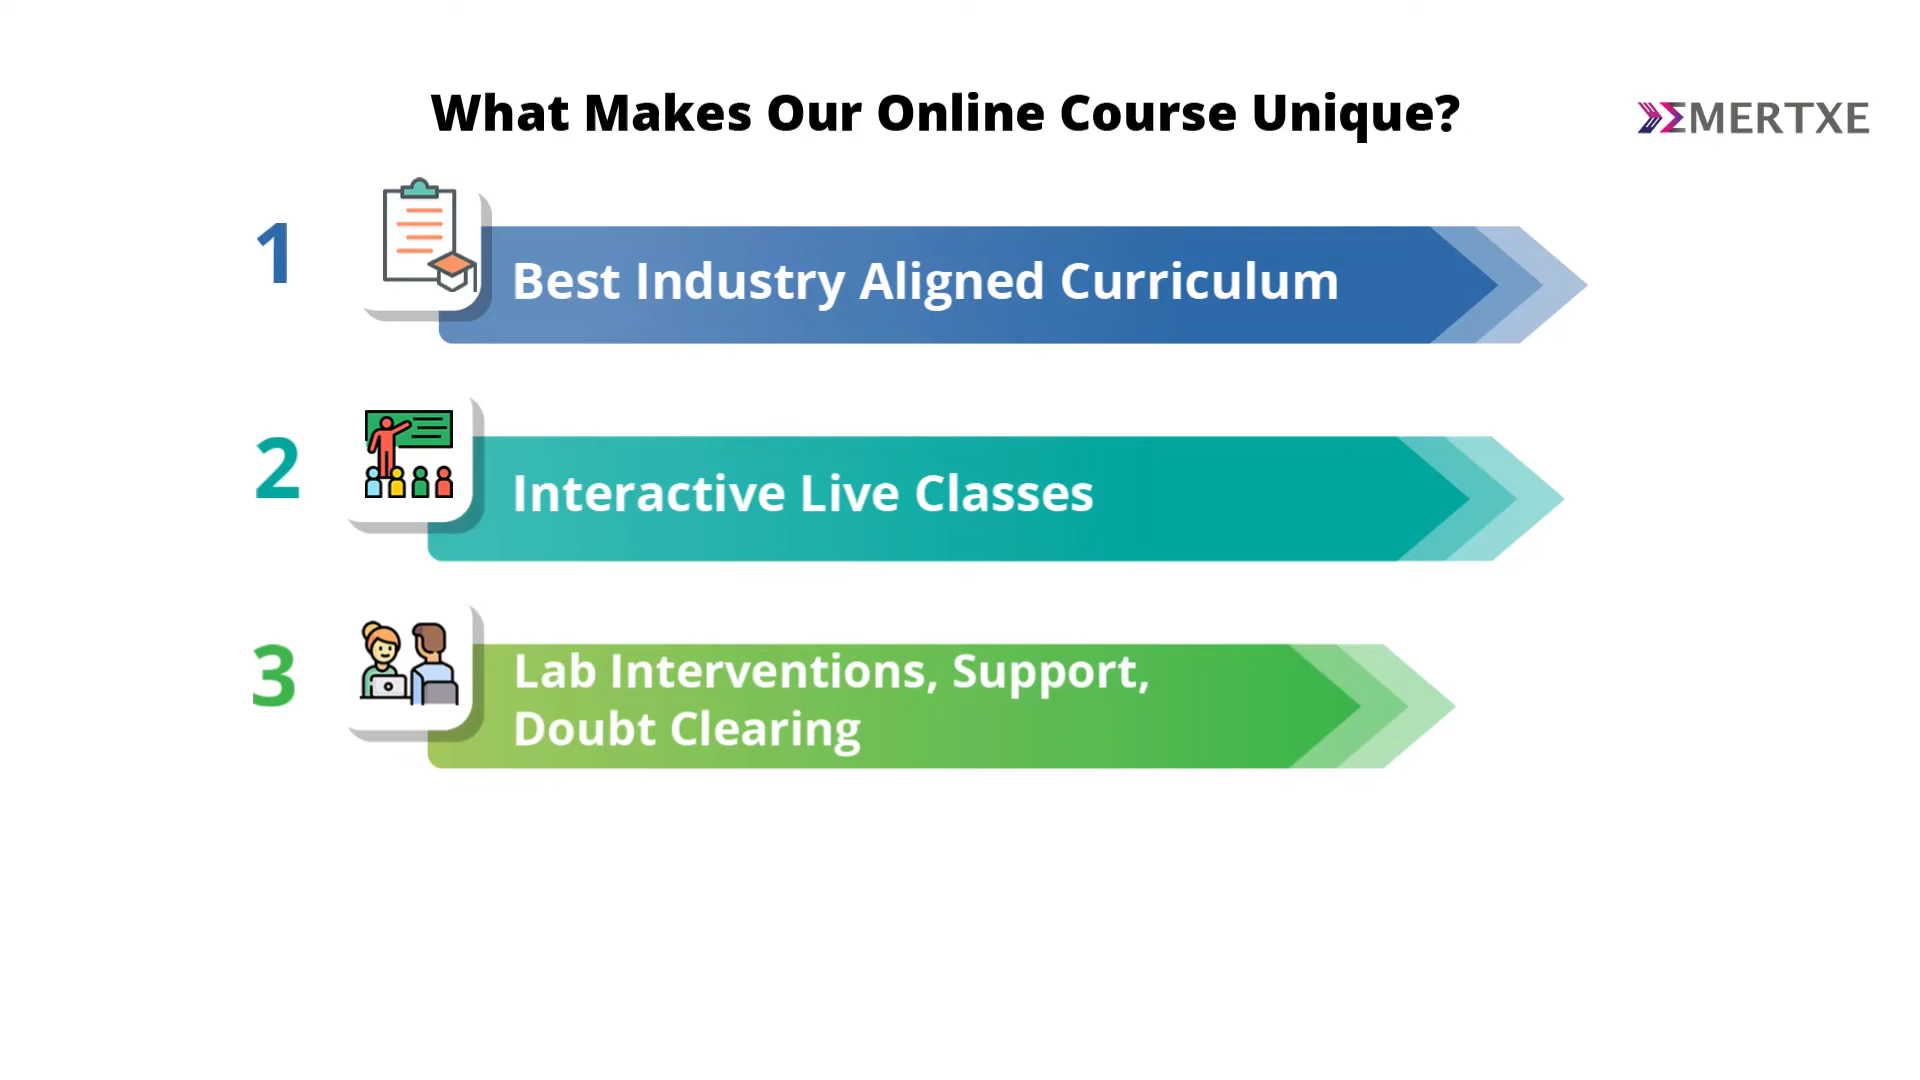 What Makes Our Online Course Unique?
EMERTXE
1
Best Industry Aligned Curriculum
2
Interactive Live Classes
3
Lab Interventions, Support,
Doubt Clearing